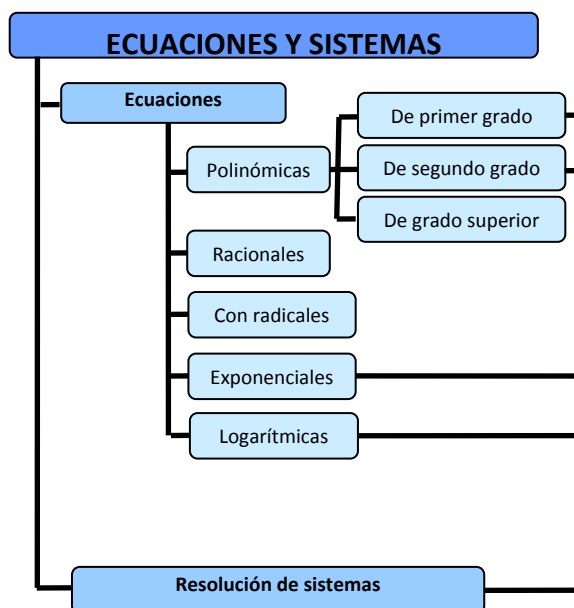 ECUACIONES Y SISTEMAS
Ecuaciones
De primer grado
Polinómicas
De segundo grado
De grado superior
Racionales
Con radicales
Exponenciales
Logarítmicas
Resolución de sistemas